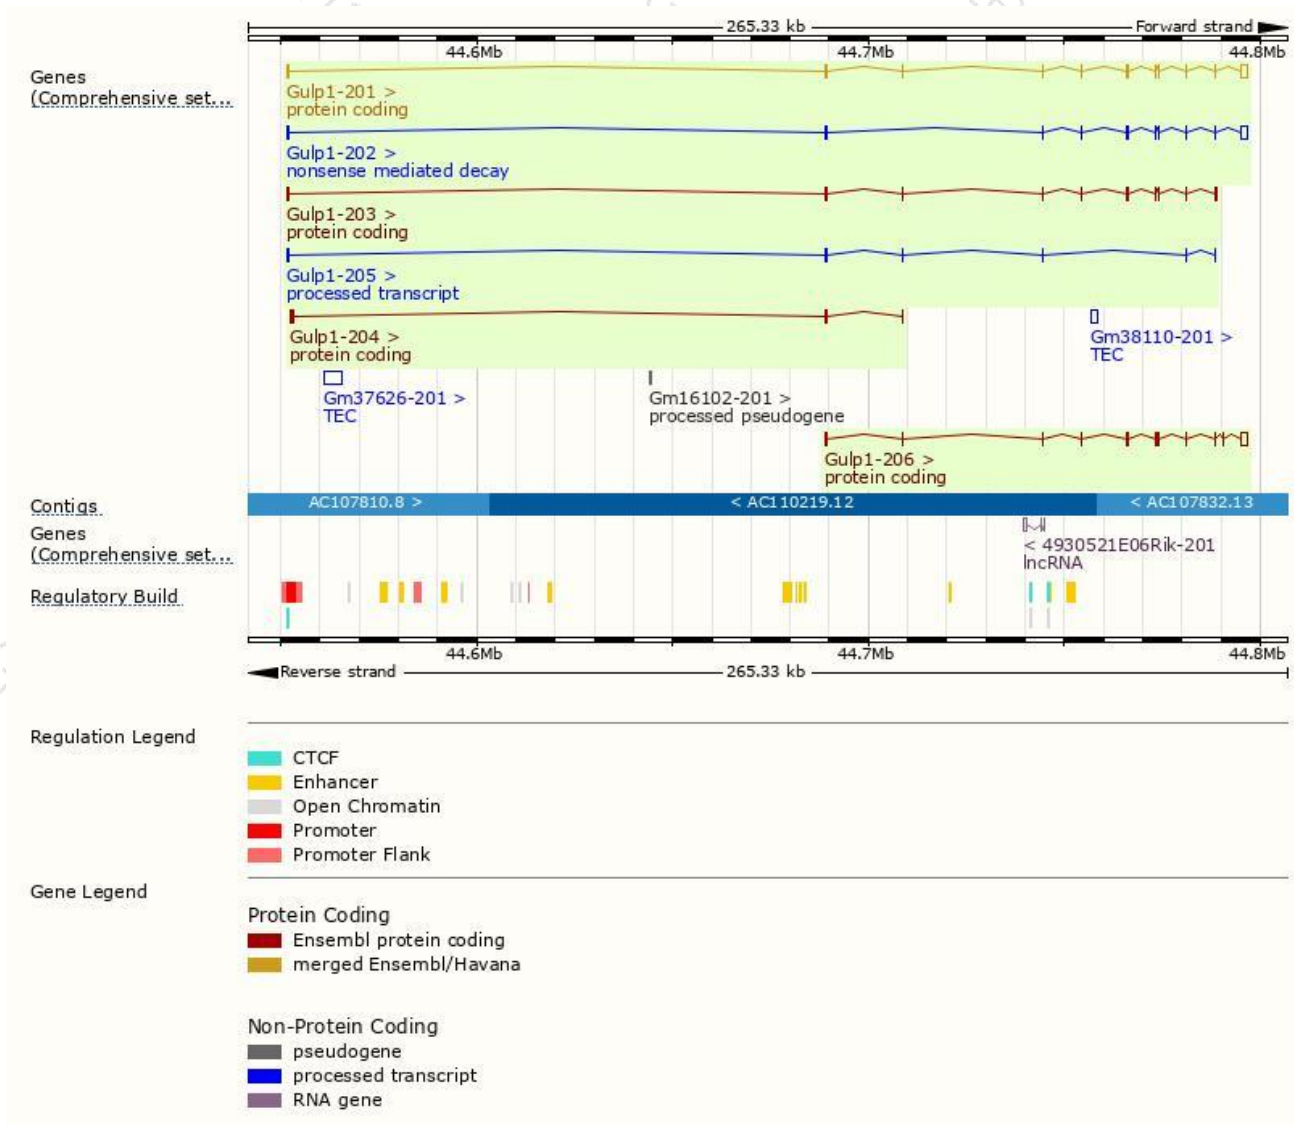 265.33 kb
Forward strand
44.6Mb
44.7Mb
44.8Mb
Genes
(Comprehensive set...
Gulp1-201 >
protein coding
Gulp1-202 >
nonsense mediated decay
Gulp1-203 >
protein coding
Gulp1-205 >
processed transcript
Gulp1-204 >
protein coding
Gm38110-201 >
TEC
Gm37626-201 >
TEC
Gm16102-201 >
processed pseudogene
Gulp1-206 >
protein coding
Contigs
AC107810.8 >
< AC110219.12
< AC107832.13
Genes
(Comprehensive set...
< 4930521E06Rik-201
lncRNA
Regulatory Build
44.6Mb
44.7Mb
44.8Mb
Reverse strand
265.33 kb
Regulation Legend
CTCF
Enhancer
Open Chromatin
Promoter
Promoter Flank
Gene Legend
Protein Coding
Ensembl protein coding
merged Ensembl/Havana
Non-Protein Coding
pseudogene
processed transcript
RNA gene